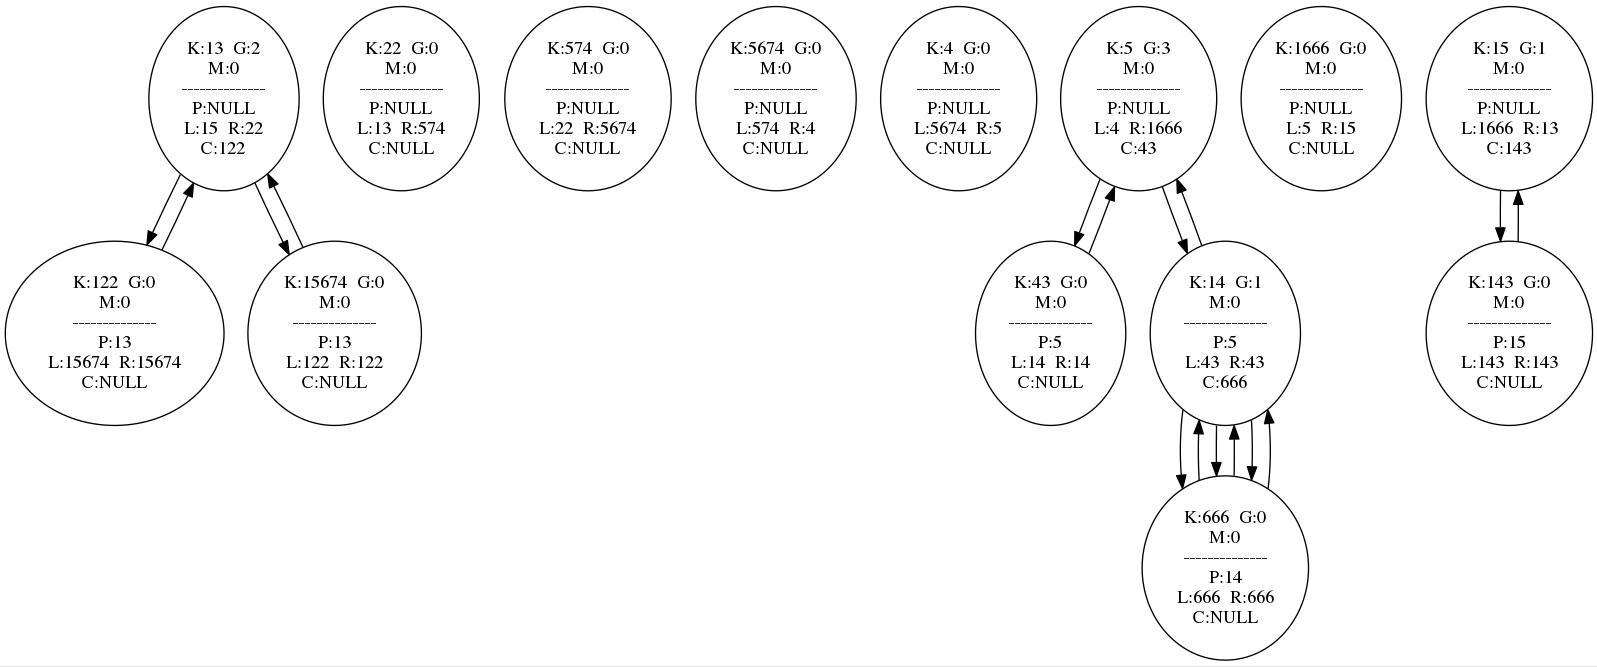 K:13 G:2
M:0
--------------
P:NULL
L:15 R:22
C:122
K:22 G:0
M:0
--------------
P:NULL
L:13 R:574
C:NULL
K:574 G:0
M:0
--------------
P:NULL
L:22 R:5674
C:NULL
K:5674 G:0
M:0
--------------
P:NULL
L:574 R:4
C:NULL
K:4 G:0
M:0
--------------
P:NULL
L:5674 R:5
C:NULL
K:5 G:3
M:0
--------------
P:NULL
L:4 R:1666
C:43
K:1666 G:0
M:0
--------------
P:NULL
L:5 R:15
C:NULL
K:15 G:1
M:0
--------------
P:NULL
L:1666 R:13
C:143
K:122 G:0
M:0
--------------
P:13
L:15674 R:15674
C:NULL
K:15674 G:0
M:0
--------------
P:13
L:122 R:122
C:NULL
K:43 G:0
M:0
--------------
P:5
L:14 R:14
C:NULL
K:14 G:1
M:0
--------------
P:5
L:43 R:43
C:666
K:143 G:0
M:0
--------------
P:15
L:143 R:143
C:NULL
K:666 G:0
M:0
--------------
P:14
L:666 R:666
C:NULL